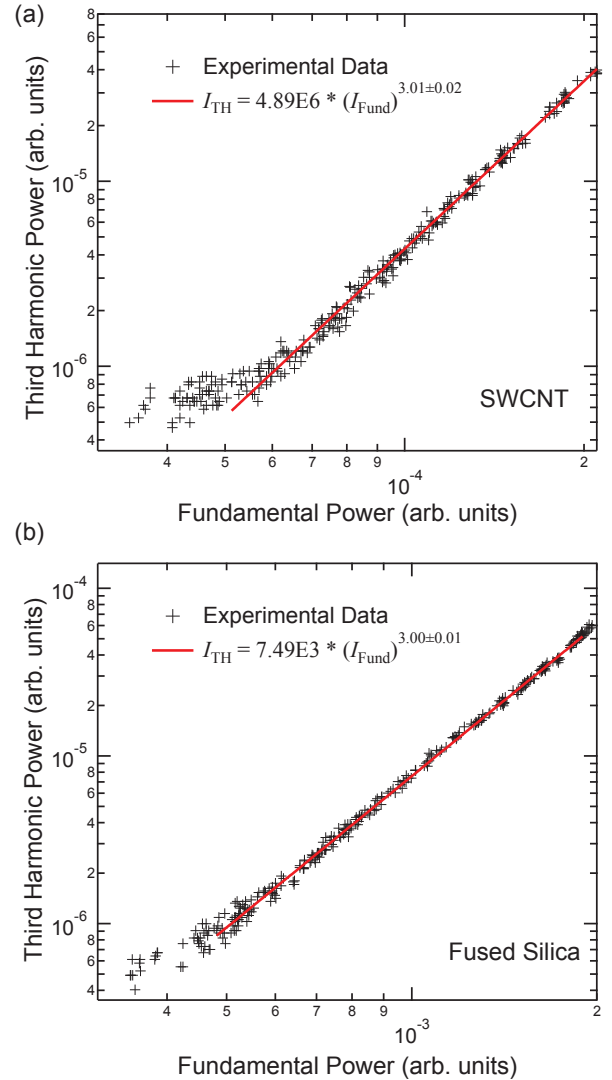 (a)
8
6
4
2
10⁻⁵
8
6
4
2
10⁻⁶
8
6
4
Third Harmonic Power (arb. units)
+ Experimental Data
I_TH = 4.89E6 * (I_Fund)^3.01±0.02
SWCNT
4 5 6 7 8 9 10⁻⁴ 2
Fundamental Power (arb. units)
(b)
10⁻⁴
8
6
4
2
10⁻⁵
8
6
4
2
10⁻⁶
8
6
4
Third Harmonic Power (arb. units)
+ Experimental Data
I_TH = 7.49E3 * (I_Fund)^3.00±0.01
Fused Silica
4 5 6 7 8 9 10⁻³ 2
Fundamental Power (arb. units)